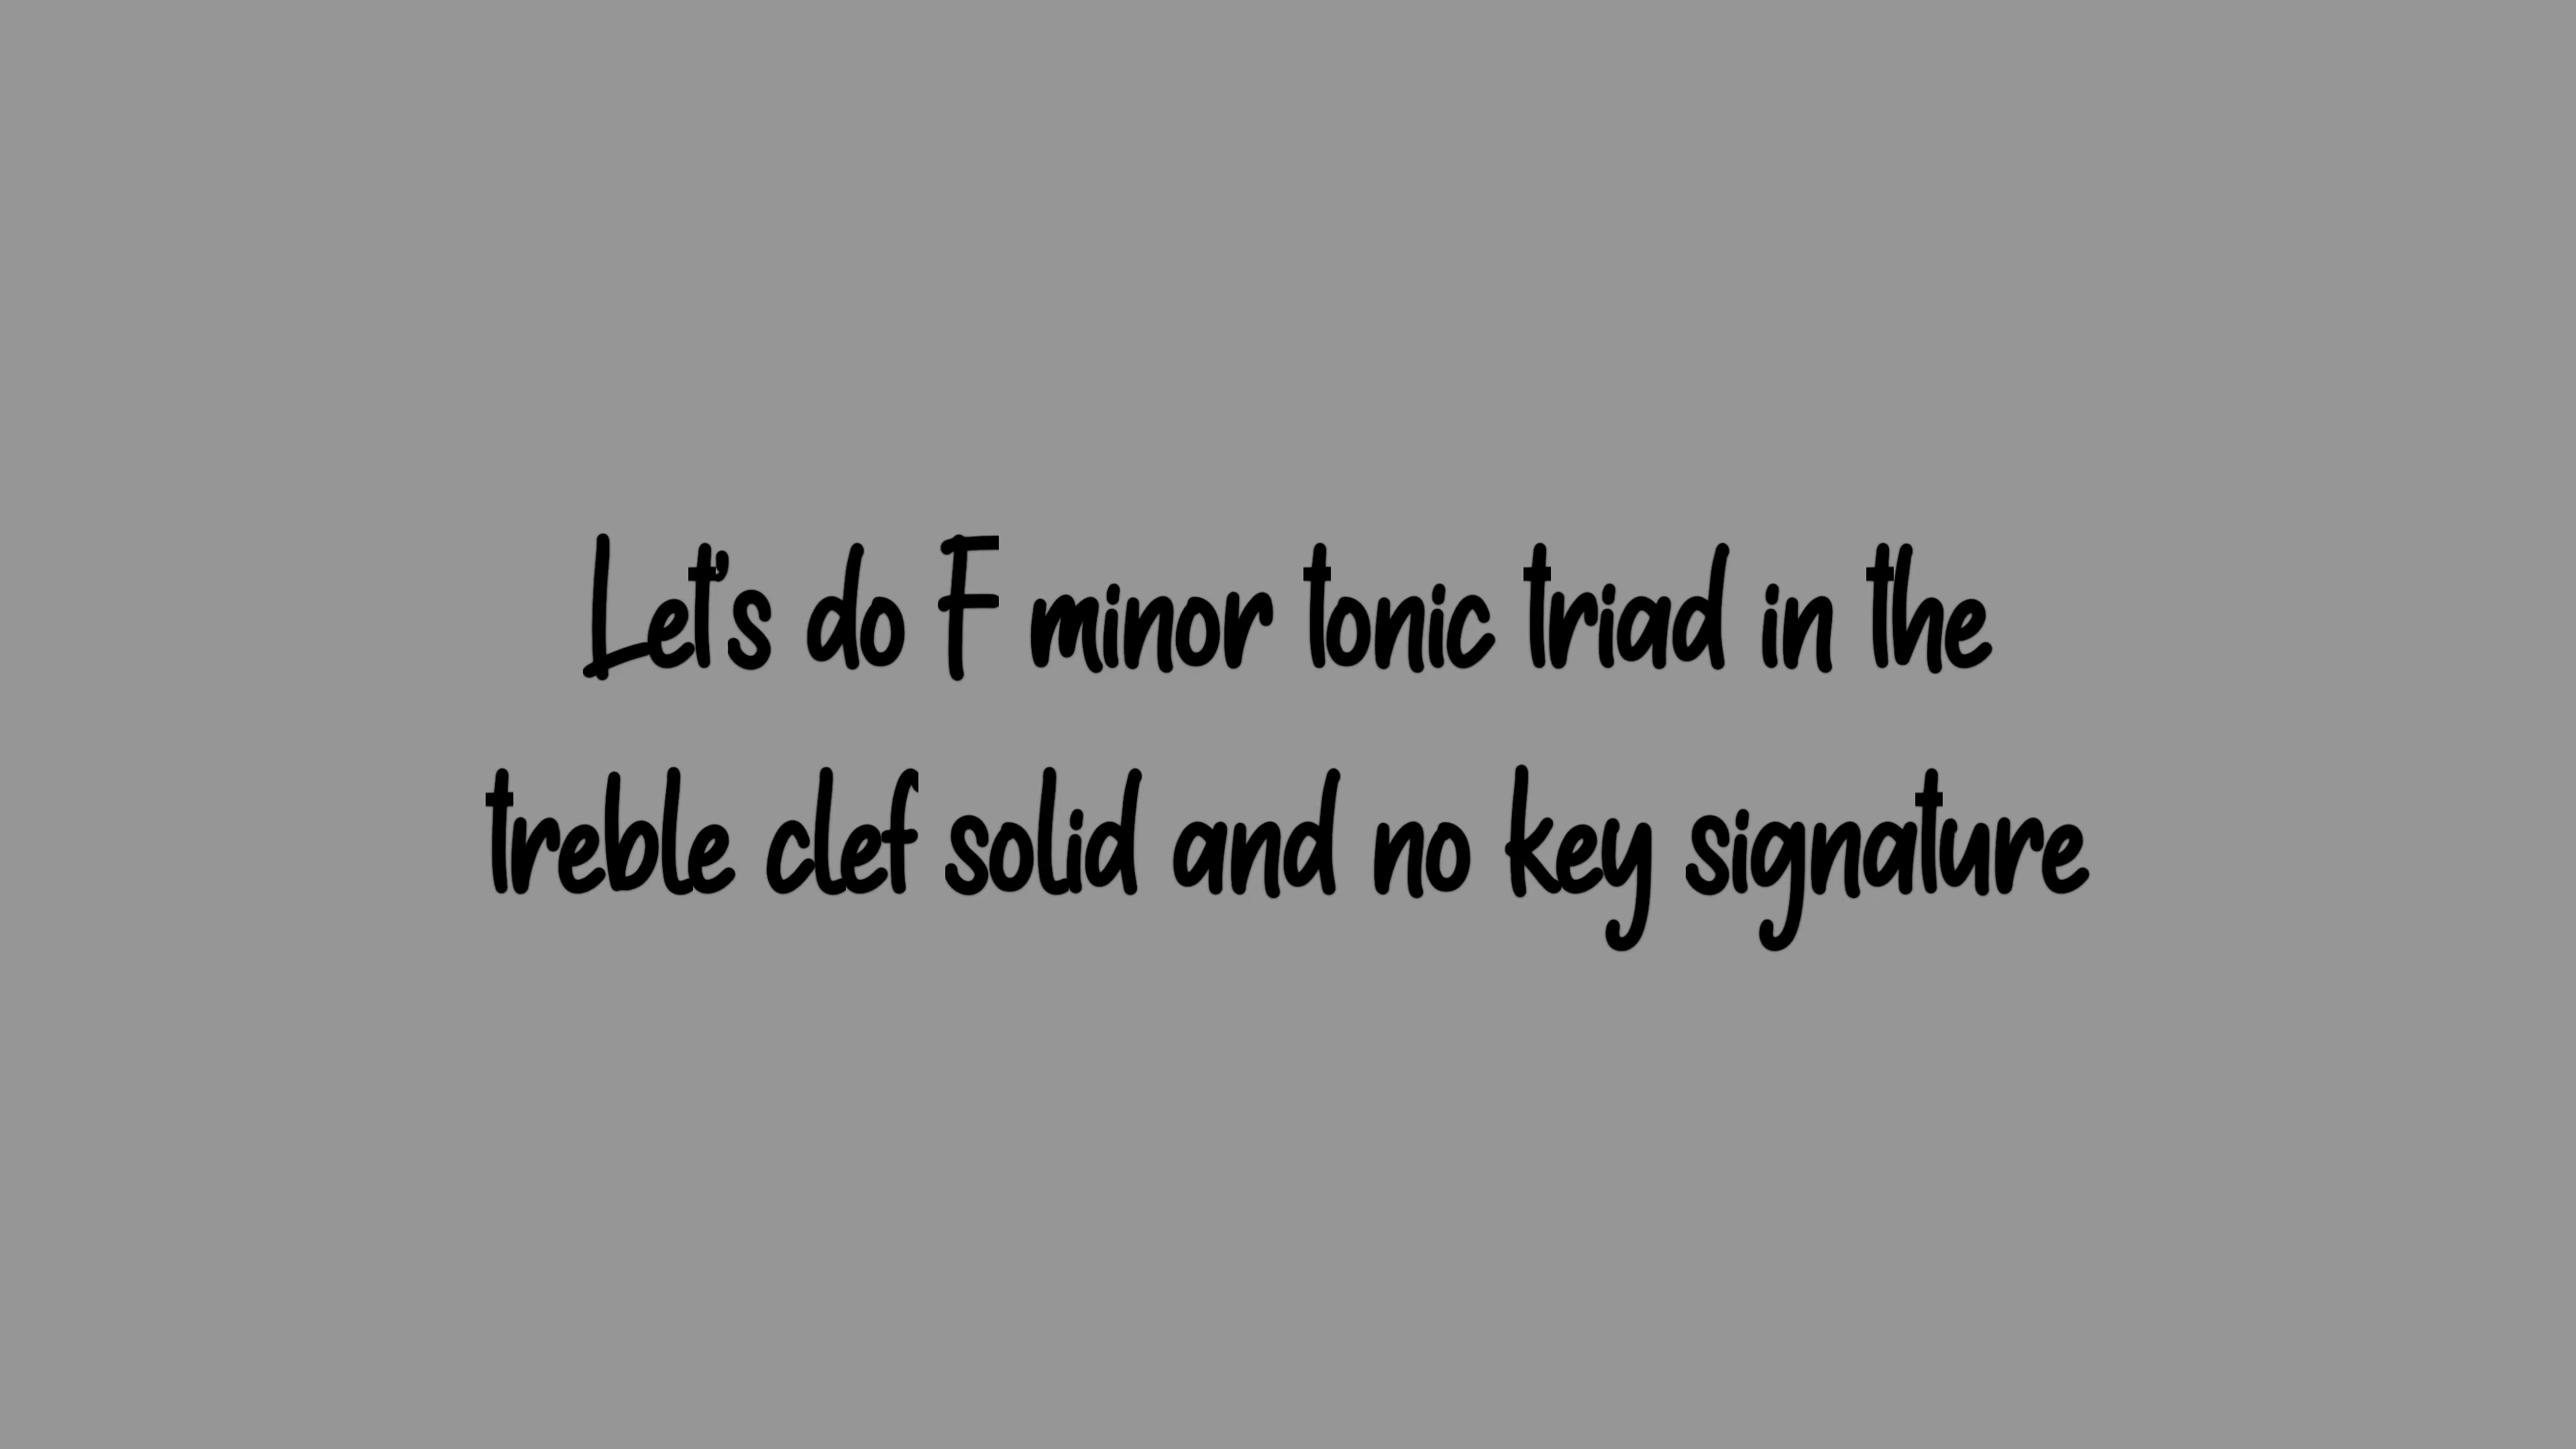 Let's do F minor tonic triad in the
treble clef solid and no key signature